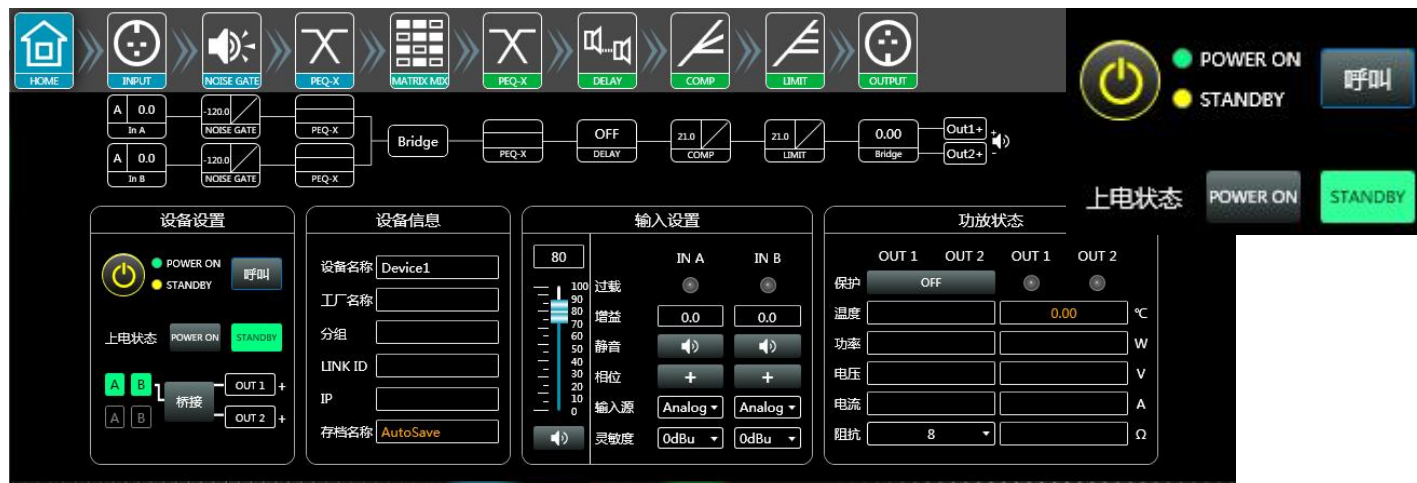 HOME INPUT NOISE GATE PEQ-X MATRIX MIX PEQ-X DELAY COMP LIMIT OUTPUT
POWER ON
STANDBY
呼叫
上电状态 POWER ON STANDBY
A 0.0
In A
-120.0
NOISE GATE
PEQ-X
A 0.0
In B
-120.0
NOISE GATE
PEQ-X
Bridge
PEQ-X
OFF
DELAY
21.0
COMP
21.0
LIMIT
0.00
Bridge
Out1+
Out2+
+
-
设备设置
POWER ON
STANDBY
呼叫
上电状态 POWER ON STANDBY
A B
A B
桥接
OUT 1 +
OUT 2 +
设备信息
设备名称 Device1
工厂名称
分组
LINK ID
IP
存档名称 AutoSave
输入设置
80
100
90
80
70
60
50
40
30
20
10
0
IN A IN B
过载
增益 0.0 0.0
静音
相位 + +
输入源 Analog Analog
灵敏度 0dBu 0dBu
功放状态
OUT 1 OUT 2 OUT 1 OUT 2
保护 OFF
温度 0.00 ℃
功率 W
电压 V
电流 A
阻抗 8 Ω